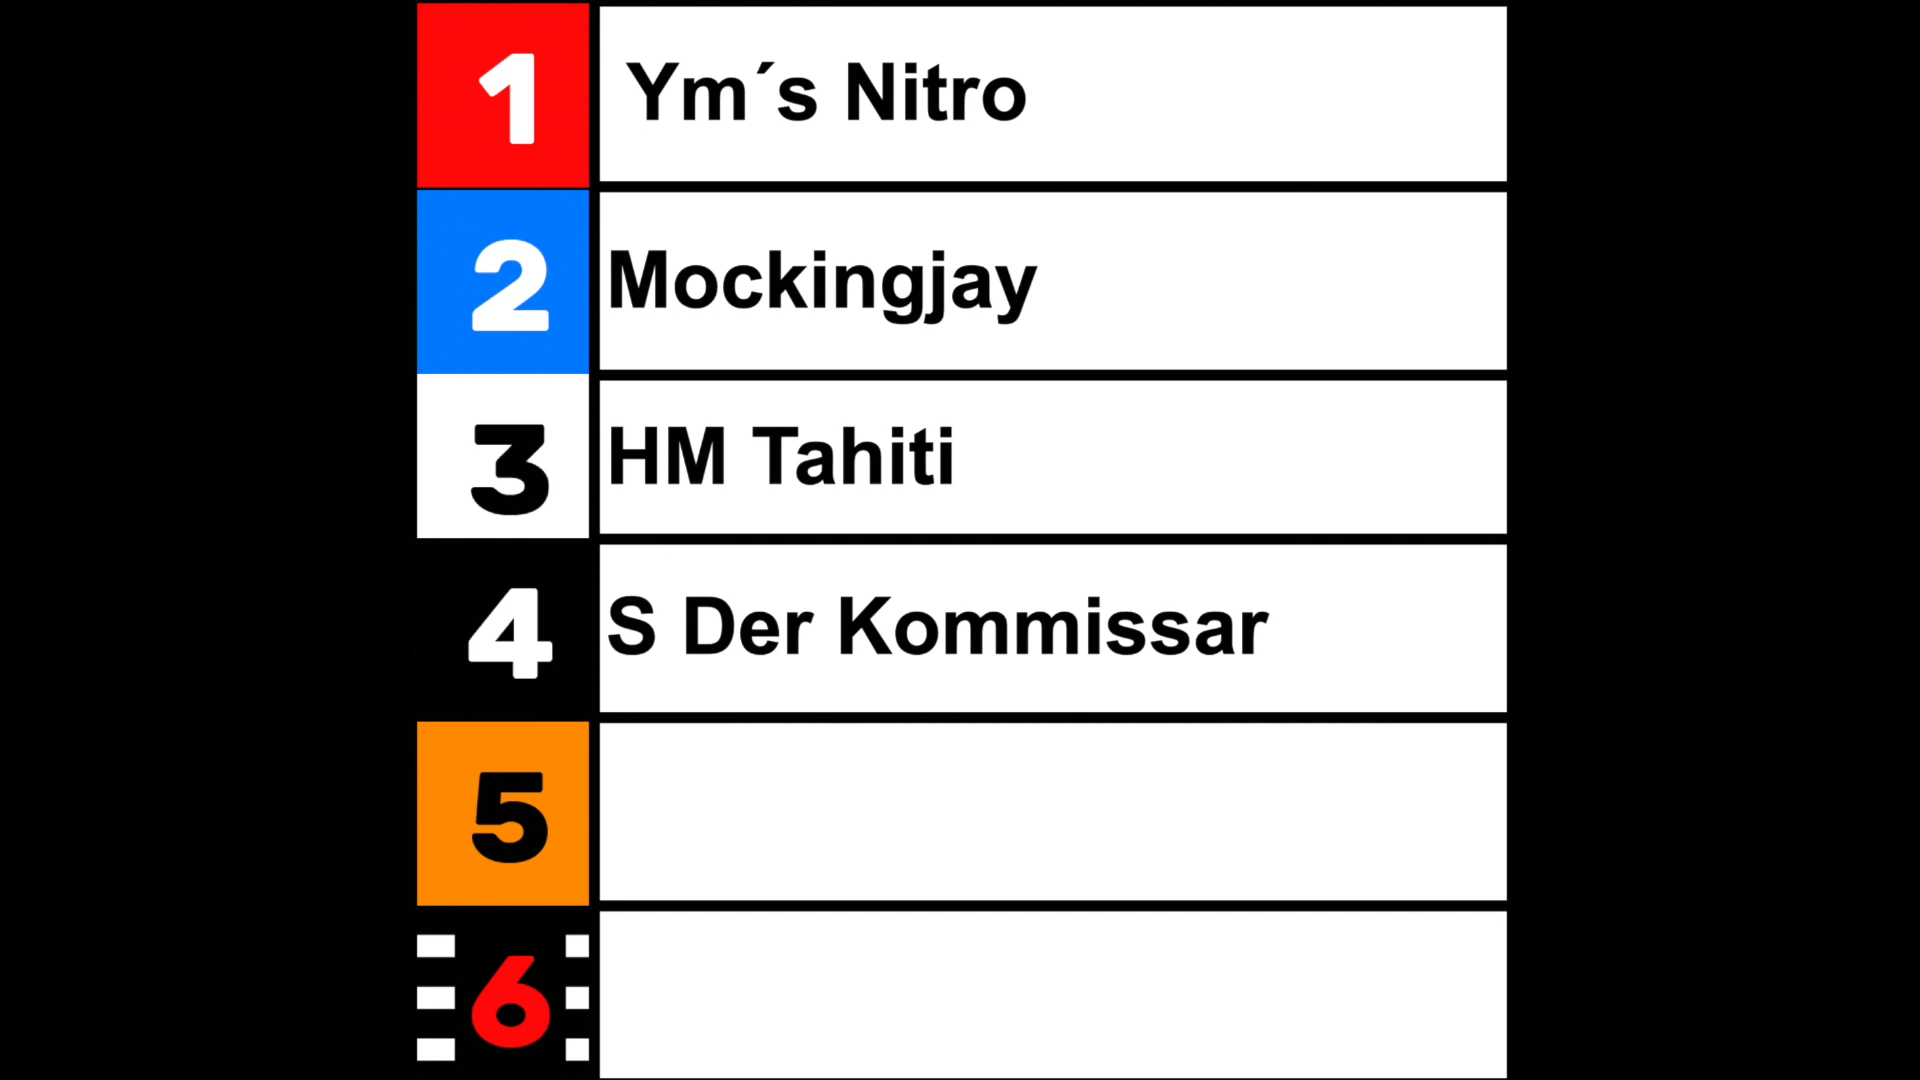 1 Ym´s Nitro
2 Mockingjay
3 HM Tahiti
4 S Der Kommissar
5
6